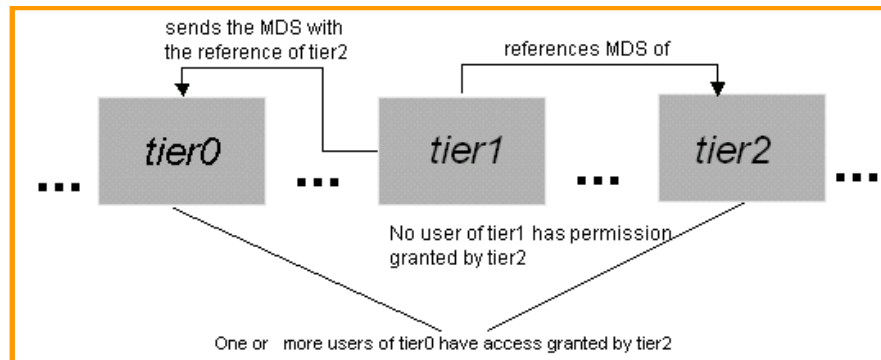 sends the MDS with
the reference of tier2
references MDS of
tier0
tier1
tier2
... ... ... ...
No user of tier1 has permission
granted by tier2
One or more users of tier0 have access granted by tier2